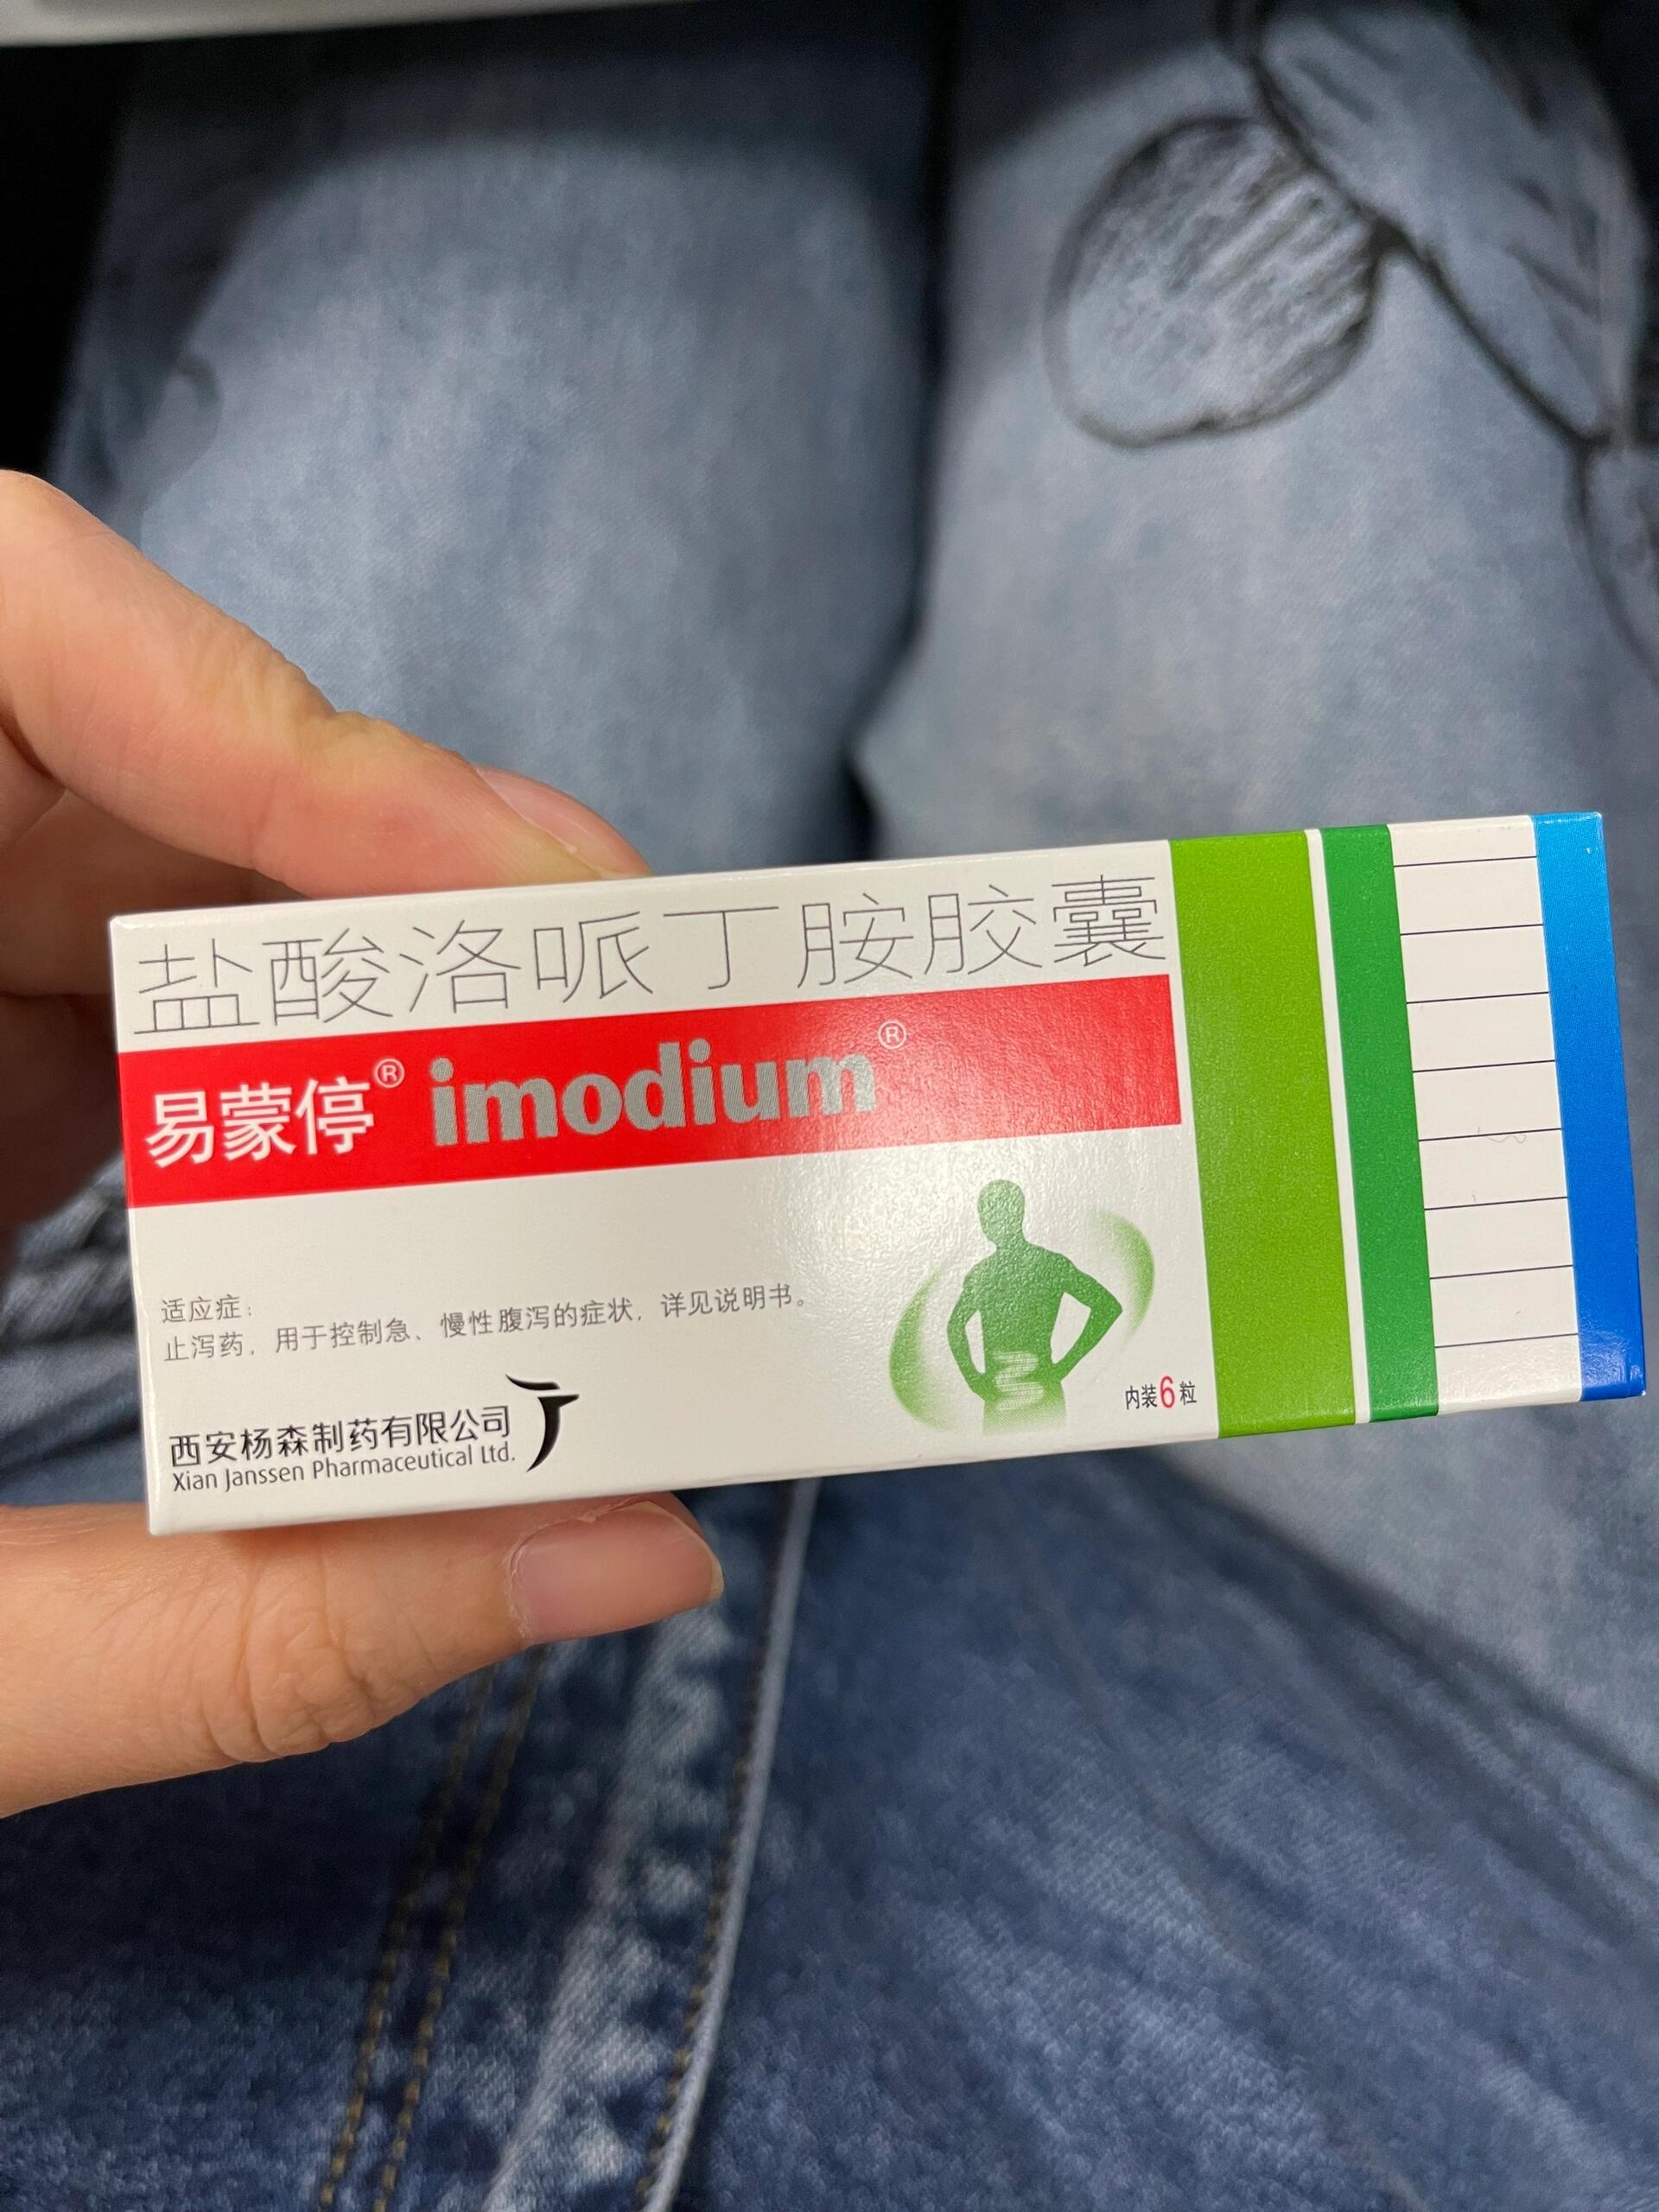 盐酸洛哌丁胺胶囊
易蒙停® imodium®
适应症：
止泻药，用于控制急、慢性腹泻的症状，详见说明书。
内装6粒
西安杨森制药有限公司
Xian Janssen Pharmaceutical Ltd.